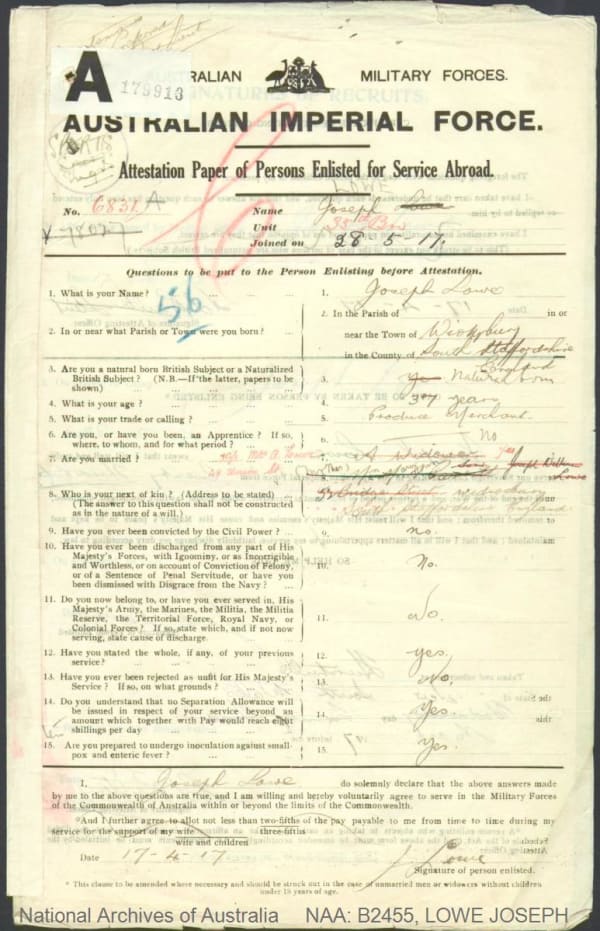 A
179913
AUSTRALIAN MILITARY FORCES.
AUSTRALIAN IMPERIAL FORCE.
Attestation Paper of Persons Enlisted for Service Abroad.
LOWE
No. 6831 A Name Joseph Lowe
Unit
Joined on 28.5.17.
Questions to be put to the Person Enlisting before Attestation.
56
1. What is your Name? 1. Joseph Lowe
2. In or near what Parish or Town were you born? 2. In the Parish of in or
near the Town of
in the County of South Staffordshire
England
3. Are you a natural born British Subject or a Naturalized
British Subject? (N.B.—If the latter, papers to be
shown) 3. Natural born
4. What is your age? 4. years
5. What is your trade or calling? 5. Produce Merchant.
6. Are you, or have you been, an Apprentice? If so,
where, to whom, and for what period? 6. No
7. Are you married? 7. A Widower Yes
8. Who is your next of kin? (Address to be stated)
(The answer to this question shall not be construed
as in the nature of a will.) 8.
South Staffordshire England
9. Have you ever been convicted by the Civil Power? 9. no.
10. Have you ever been discharged from any part of His
Majesty's Forces, with Ignominy, or as Incorrigible
and Worthless, or on account of Conviction of Felony,
or of a Sentence of Penal Servitude, or have you
been dismissed with Disgrace from the Navy? 10. No.
11. Do you now belong to, or have you ever served in, His
Majesty's Army, the Marines, the Militia, the Militia
Reserve, the Territorial Force, Royal Navy, or
Colonial Forces? If so, state which, and if not now
serving, state cause of discharge 11. No.
12. Have you stated the whole, if any, of your previous
service? 12. yes.
13. Have you ever been rejected as unfit for His Majesty's
Service? If so, on what grounds? 13. No.
14. Do you understand that no Separation Allowance will
be issued in respect of your service beyond an
amount which together with Pay would reach eight
shillings per day 14. Yes.
15. Are you prepared to undergo inoculation against small-
pox and enteric fever? 15. Yes.
I, Joseph Lowe do solemnly declare that the above answers made
by me to the above questions are true, and I am willing and hereby voluntarily agree to serve in the Military Forces
of the Commonwealth of Australia within or beyond the limits of the Commonwealth.
*And I further agree to allot not less than two-fifths of the pay payable to me from time to time during my
three-fifths
service for the support of my wife
wife and children
Date 17-4-17 J. Lowe
Signature of person enlisted.
* This clause to be amended where necessary and should be struck out in the case of unmarried men or widowers without children
under 18 years of age.
National Archives of Australia NAA: B2455, LOWE JOSEPH